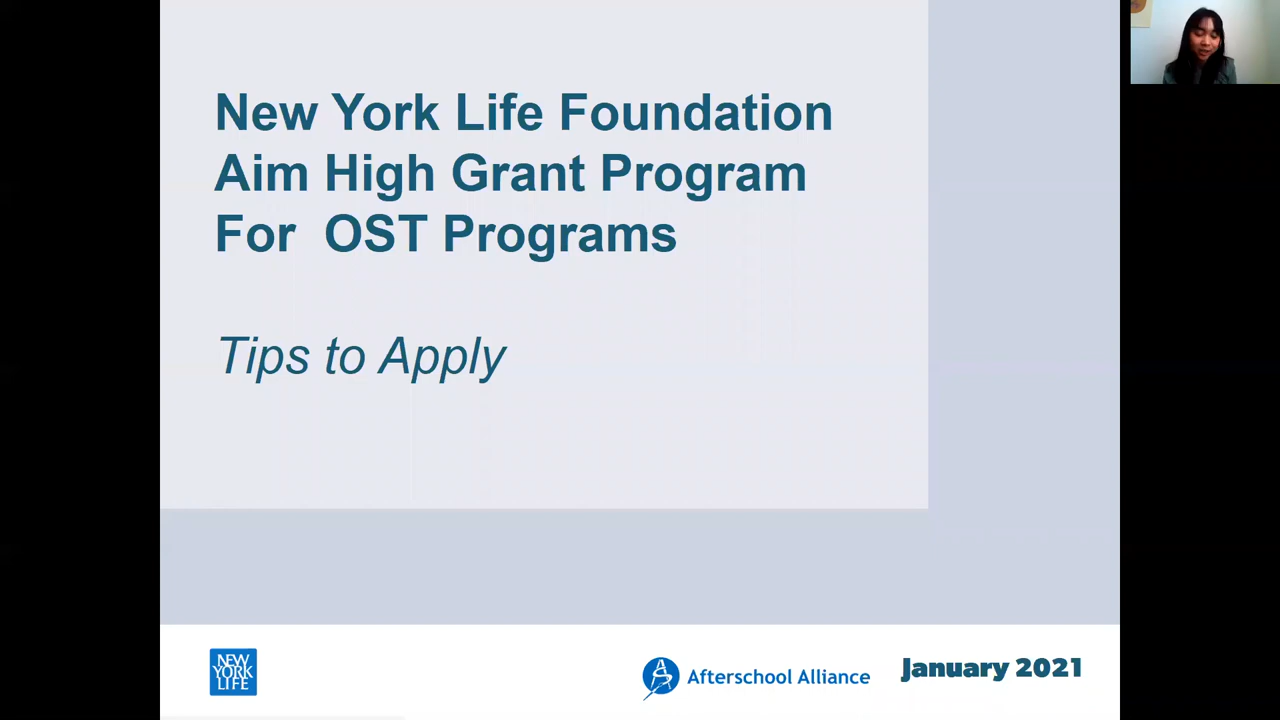 New York Life Foundation
Aim High Grant Program
For OST Programs
Tips to Apply
NEW
YORK
LIFE
Afterschool Alliance
January 2021